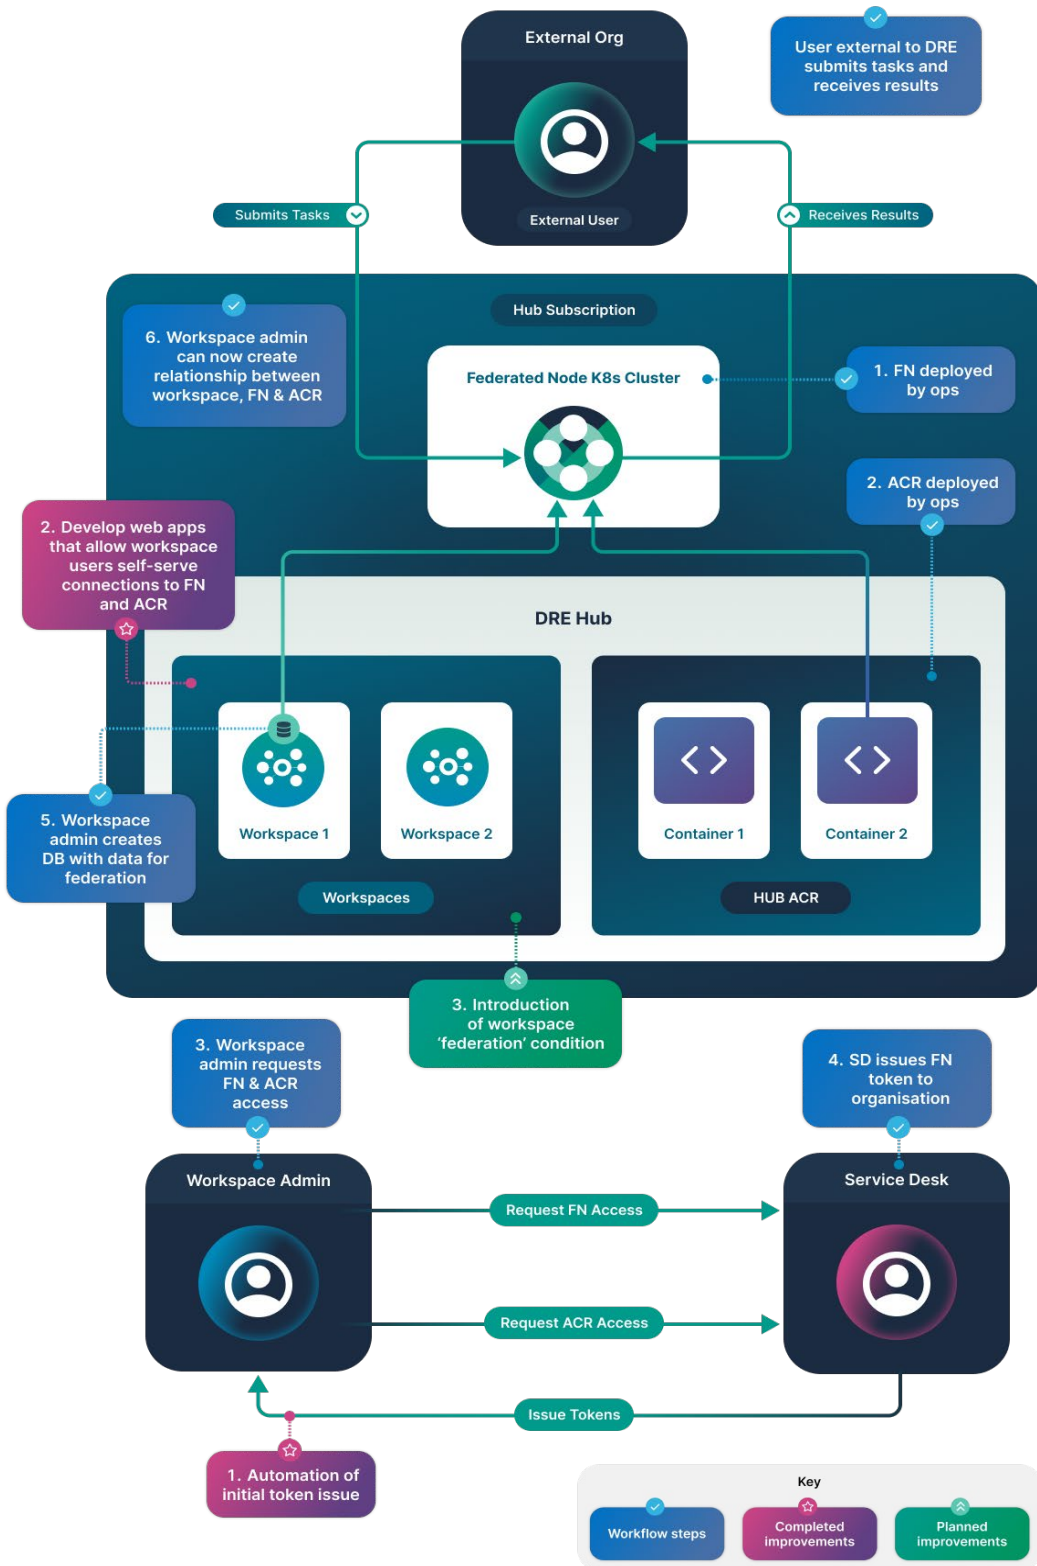 External Org
User external to DRE
submits tasks and
receives results
External User
Submits Tasks
Receives Results
Hub Subscription
6. Workspace admin
can now create
relationship between
workspace, FN & ACR
Federated Node K8s Cluster
1. FN deployed
by ops
2. ACR deployed
by ops
2. Develop web apps
that allow workspace
users self-serve
connections to FN
and ACR
DRE Hub
Workspace 1
Workspace 2
Container 1
Container 2
5. Workspace
admin creates
DB with data for
federation
Workspaces
HUB ACR
3. Introduction
of workspace
‘federation’ condition
3. Workspace
admin requests
FN & ACR
access
4. SD issues FN
token to
organisation
Workspace Admin
Service Desk
Request FN Access
Request ACR Access
Issue Tokens
1. Automation of
initial token issue
Key
Workflow steps
Completed
improvements
Planned
improvements